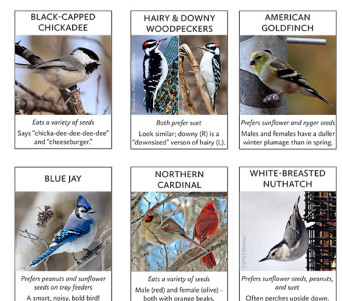 BLACK-CAPPED
CHICKADEE
Eats a variety of seeds
Says "chicka-dee-dee-dee-dee"
and "cheeseburger."
HAIRY & DOWNY
WOODPECKERS
Both prefer suet
Look similar; downy (R) is a
"downsized" verson of hairy (L).
AMERICAN
GOLDFINCH
Prefers sunflower and nyger seeds
Males and females have a duller
winter plumage than in spring.
BLUE JAY
Prefers peanuts and sunflower
seeds on tray feeders
A smart, noisy, bold bird!
NORTHERN
CARDINAL
Eats a variety of seeds
Male (red) and female (olive) -
both with orange beaks.
WHITE-BREASTED
NUTHATCH
Prefers sunflower seeds, peanuts,
and suet
Often perches upside down.